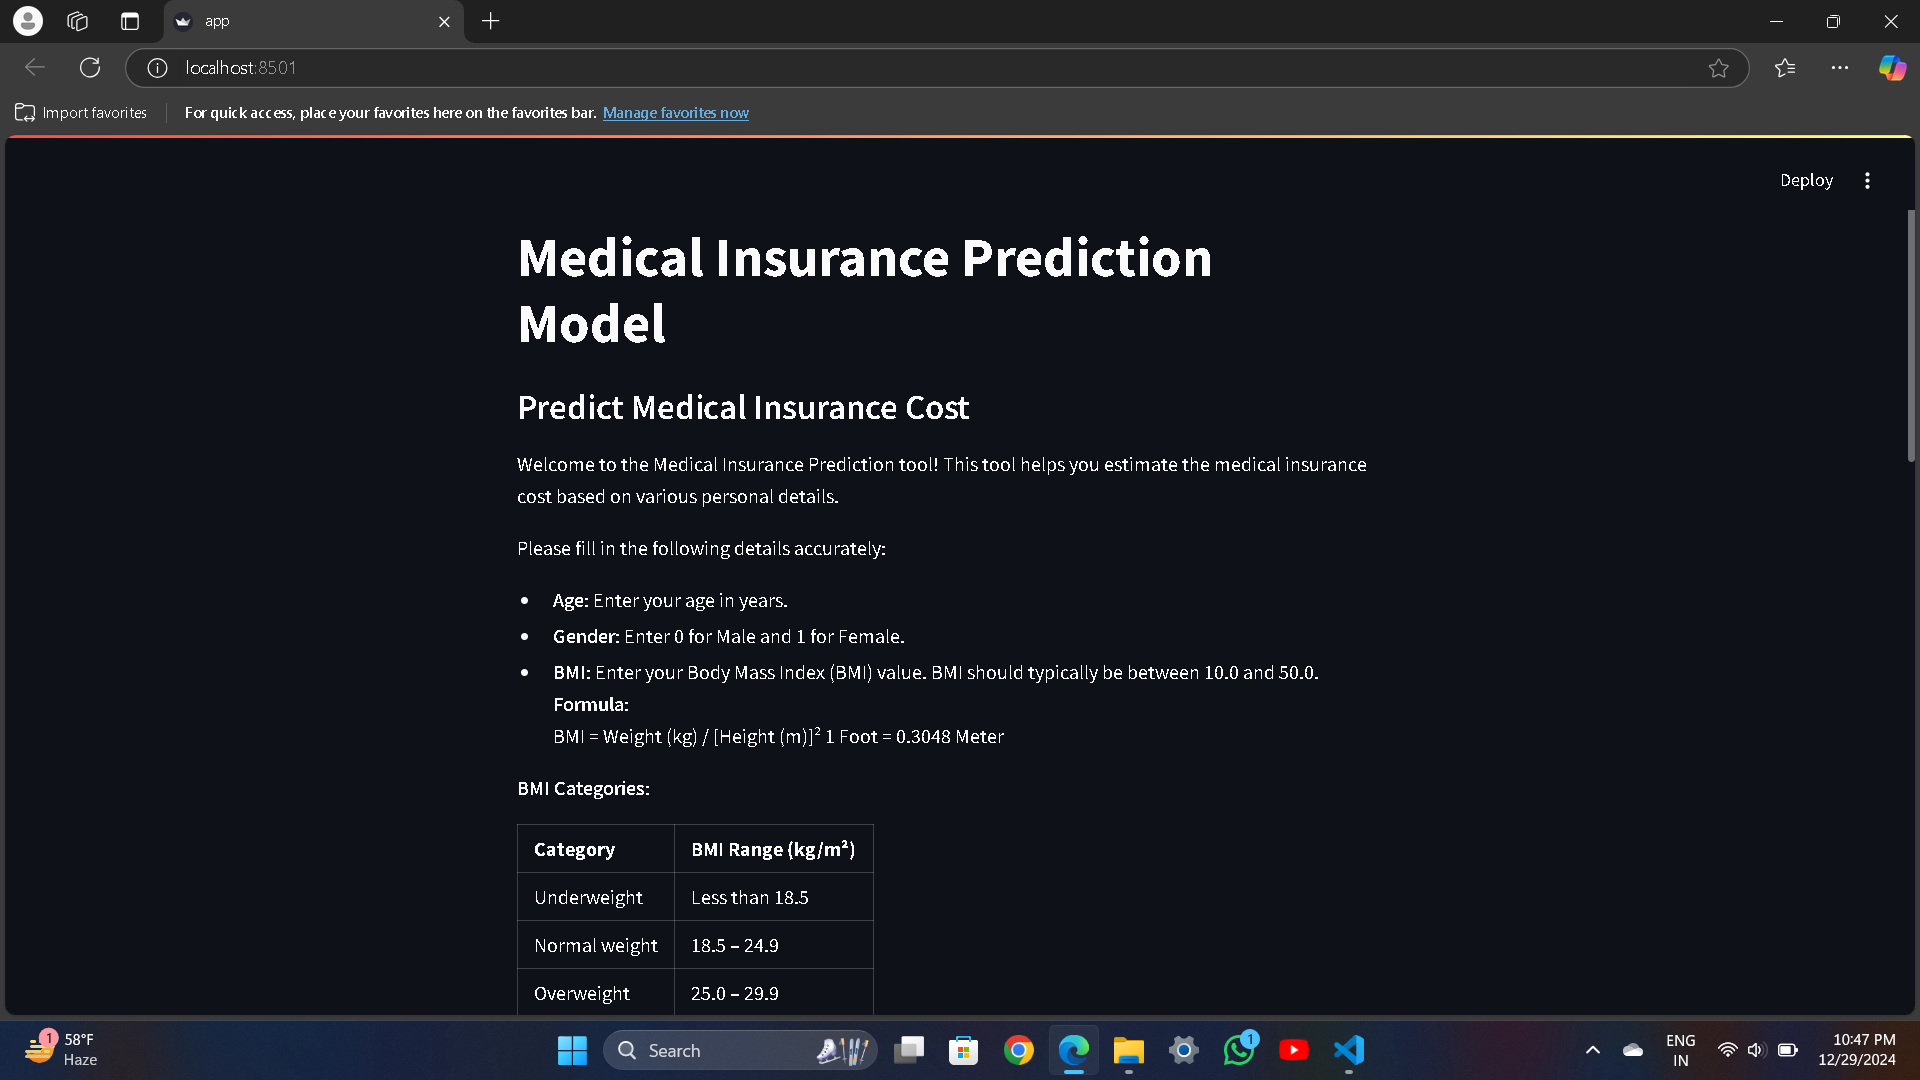 app
localhost:8501
Import favorites
For quick access, place your favorites here on the favorites bar. Manage favorites now
Deploy
Medical Insurance Prediction
Model
Predict Medical Insurance Cost
Welcome to the Medical Insurance Prediction tool! This tool helps you estimate the medical insurance
cost based on various personal details.
Please fill in the following details accurately:
• Age: Enter your age in years.
• Gender: Enter 0 for Male and 1 for Female.
• BMI: Enter your Body Mass Index (BMI) value. BMI should typically be between 10.0 and 50.0.
Formula:
BMI = Weight (kg) / [Height (m)]² 1 Foot = 0.3048 Meter
BMI Categories:
Category BMI Range (kg/m²)
Underweight Less than 18.5
Normal weight 18.5 – 24.9
Overweight 25.0 – 29.9
1
58°F
Haze
Search
1
ENG
IN
10:47 PM
12/29/2024